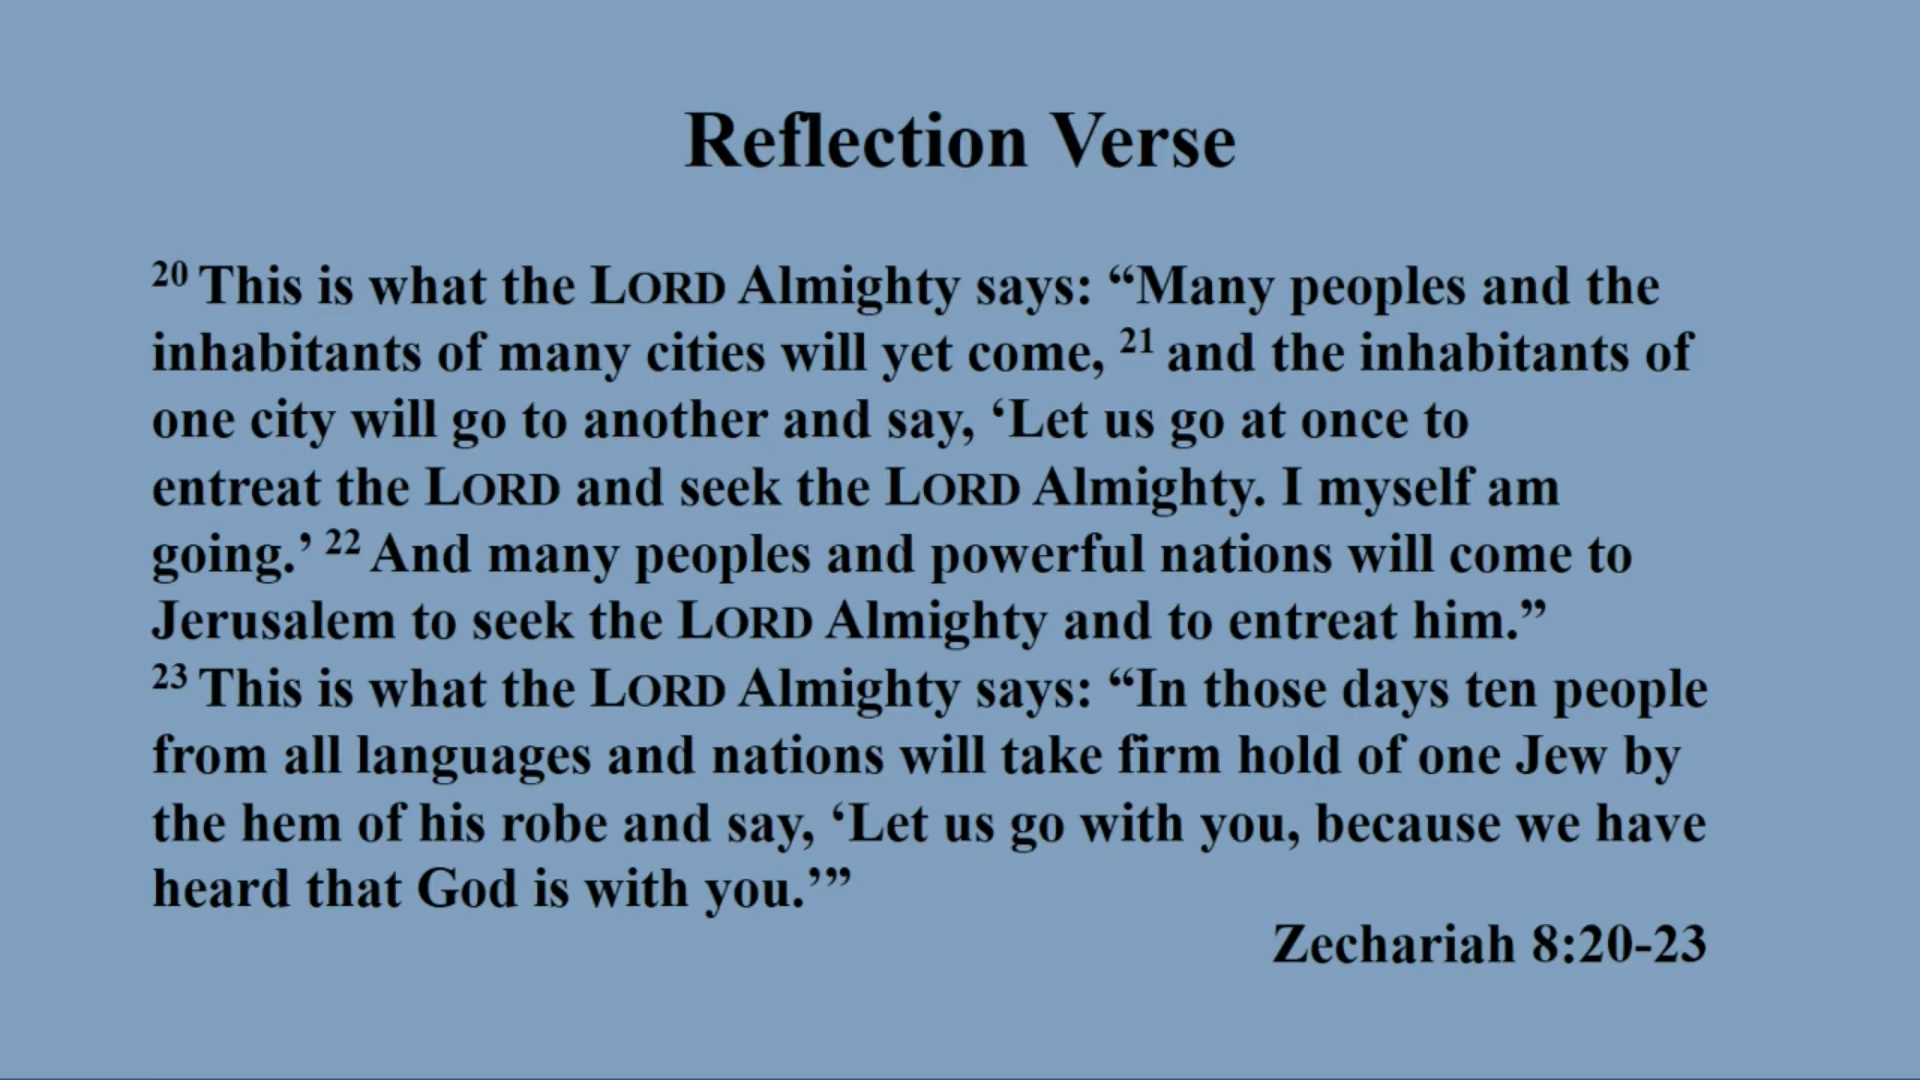 Reflection Verse
20 This is what the LORD Almighty says: “Many peoples and the
inhabitants of many cities will yet come, 21 and the inhabitants of
one city will go to another and say, ‘Let us go at once to
entreat the LORD and seek the LORD Almighty. I myself am
going.’ 22 And many peoples and powerful nations will come to
Jerusalem to seek the LORD Almighty and to entreat him.”
23 This is what the LORD Almighty says: “In those days ten people
from all languages and nations will take firm hold of one Jew by
the hem of his robe and say, ‘Let us go with you, because we have
heard that God is with you.’”
Zechariah 8:20-23